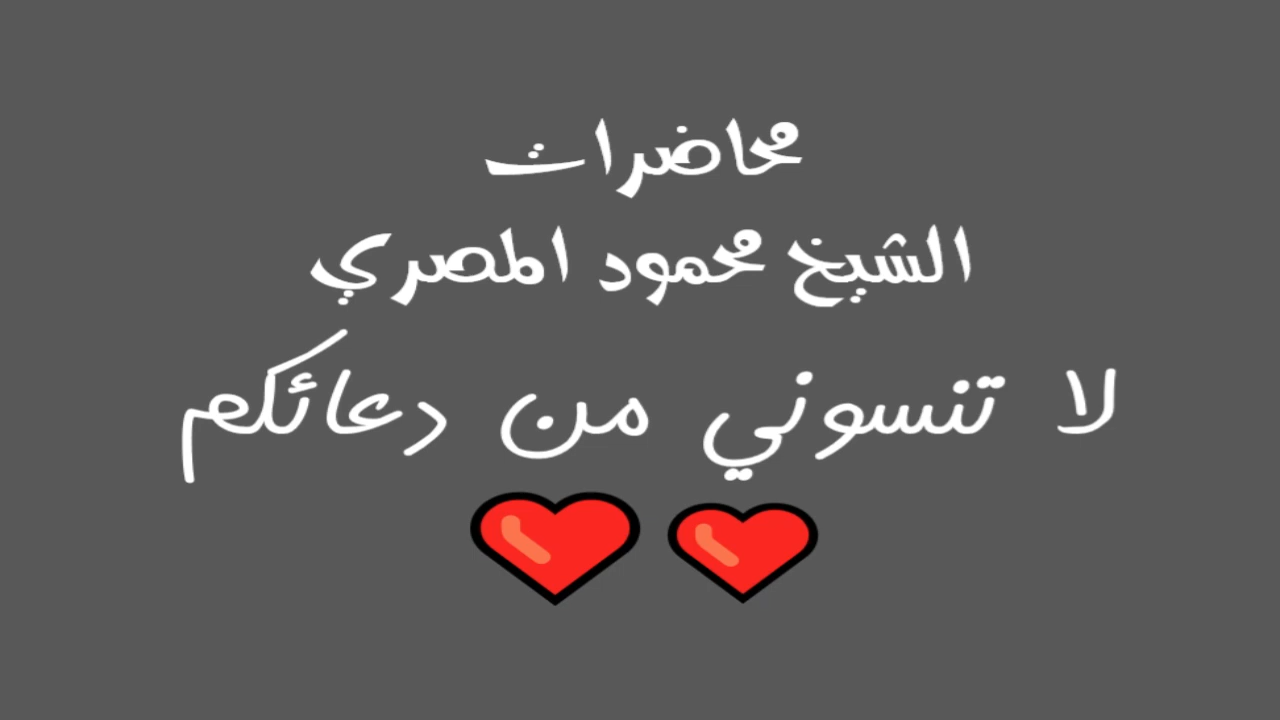 محاضرات
الشيخ محمود المصري
لا تنسوني من دعائكم